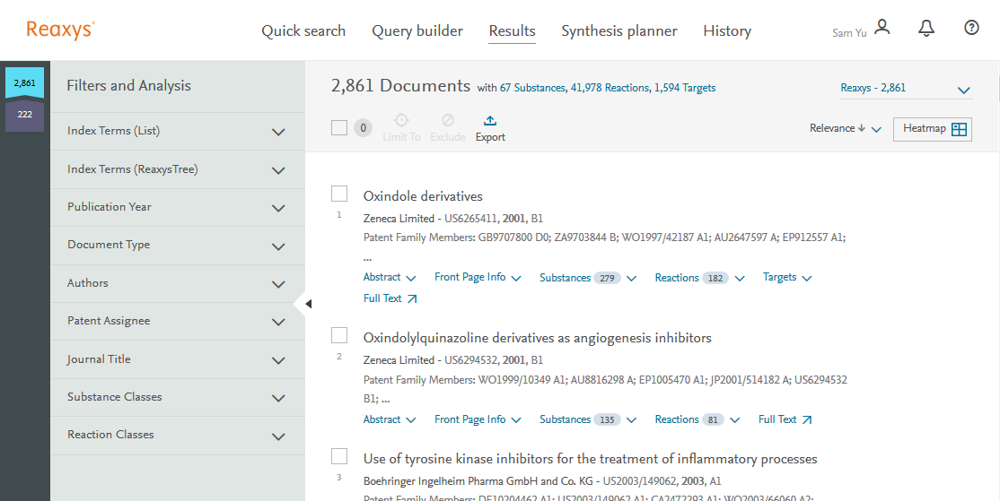 Reaxys®
Quick search Query builder Results Synthesis planner History
Sam Yu
2,861
222
Filters and Analysis
Index Terms (List)
Index Terms (ReaxysTree)
Publication Year
Document Type
Authors
Patent Assignee
Journal Title
Substance Classes
Reaction Classes
2,861 Documents with 67 Substances, 41,978 Reactions, 1,594 Targets
Reaxys - 2,861
0 Limit To Exclude Export
Relevance Heatmap
Oxindole derivatives
1 Zeneca Limited - US6265411, 2001, B1
Patent Family Members: GB9707800 D0; ZA9703844 B; WO1997/42187 A1; AU2647597 A; EP912557 A1;
...
Abstract Front Page Info Substances 279 Reactions 182 Targets
Full Text
Oxindolylquinazoline derivatives as angiogenesis inhibitors
2 Zeneca Limited - US6294532, 2001, B1
Patent Family Members: WO1999/10349 A1; AU8816298 A; EP1005470 A1; JP2001/514182 A; US6294532
B1; ...
Abstract Front Page Info Substances 135 Reactions 81 Full Text
Use of tyrosine kinase inhibitors for the treatment of inflammatory processes
3 Boehringer Ingelheim Pharma GmbH and Co. KG - US2003/149062, 2003, A1
Patent Family Members: DE10204462 A1; US2003/149062 A1; CA2472293 A1; WO2003/66060 A2;